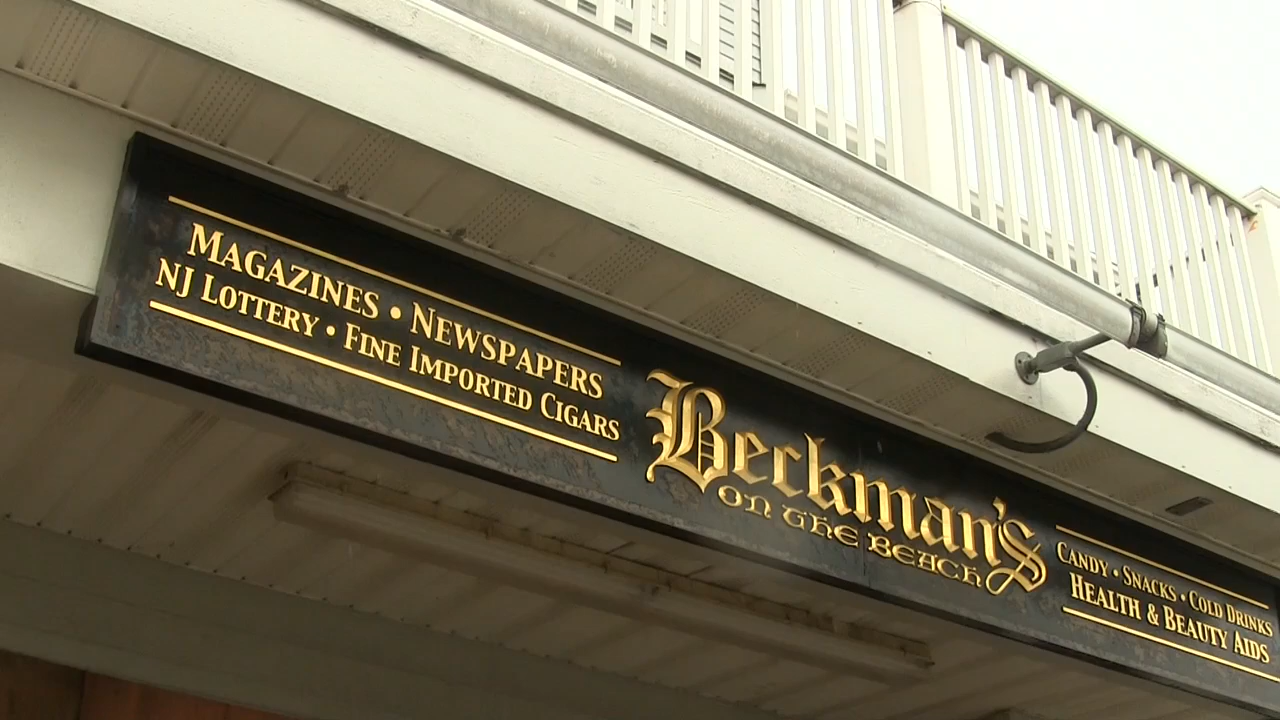 MAGAZINES • NEWSPAPERS
NJ LOTTERY • FINE IMPORTED CIGARS
Beckman's
ON THE BEACH
CANDY • SNACKS • COLD DRINKS
HEALTH & BEAUTY AIDS